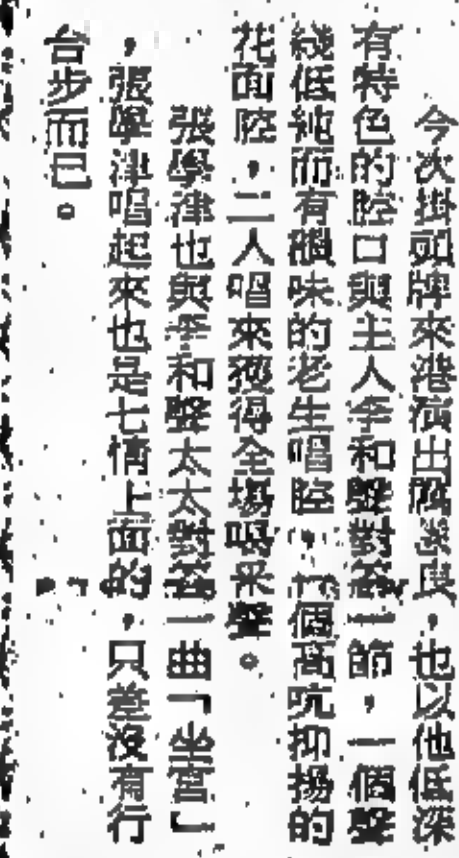 今次掛頭牌來港演出馮志良,也以他低深
有特色的腔口與主人李和聲對答一節,一個聲
綫低純而有韻味的老生唱腔,一個高吭抑揚的
花面腔,二人唱來獲得全場喝采聲。
張學津也與李和聲太太對答一曲「坐宮」
,張學津唱起來也是七情上面的,只差沒有行
台步而已。